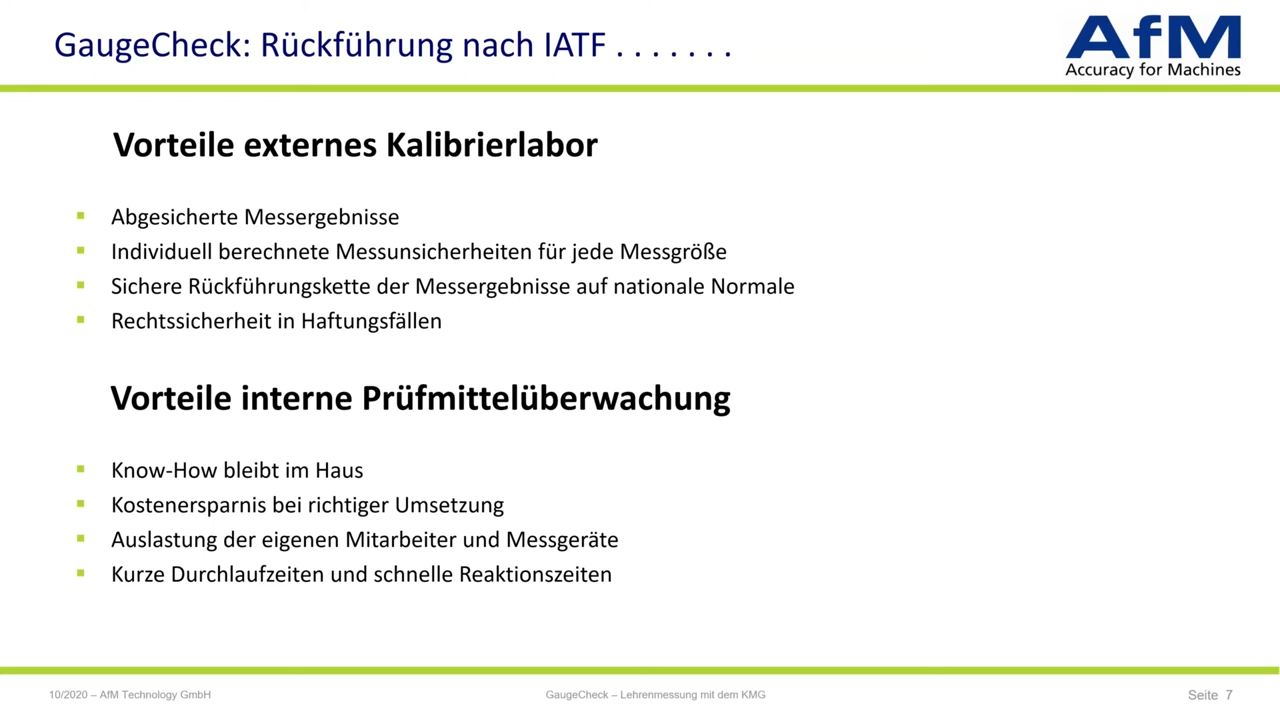 GaugeCheck: Rückführung nach IATF . . . . . . .
AfM
Accuracy for Machines
Vorteile externes Kalibrierlabor
Abgesicherte Messergebnisse
Individuell berechnete Messunsicherheiten für jede Messgröße
Sichere Rückführungskette der Messergebnisse auf nationale Normale
Rechtssicherheit in Haftungsfällen
Vorteile interne Prüfmittelüberwachung
Know-How bleibt im Haus
Kostenersparnis bei richtiger Umsetzung
Auslastung der eigenen Mitarbeiter und Messgeräte
Kurze Durchlaufzeiten und schnelle Reaktionszeiten
10/2020 – AfM Technology GmbH
GaugeCheck – Lehrenmessung mit dem KMG
Seite 7